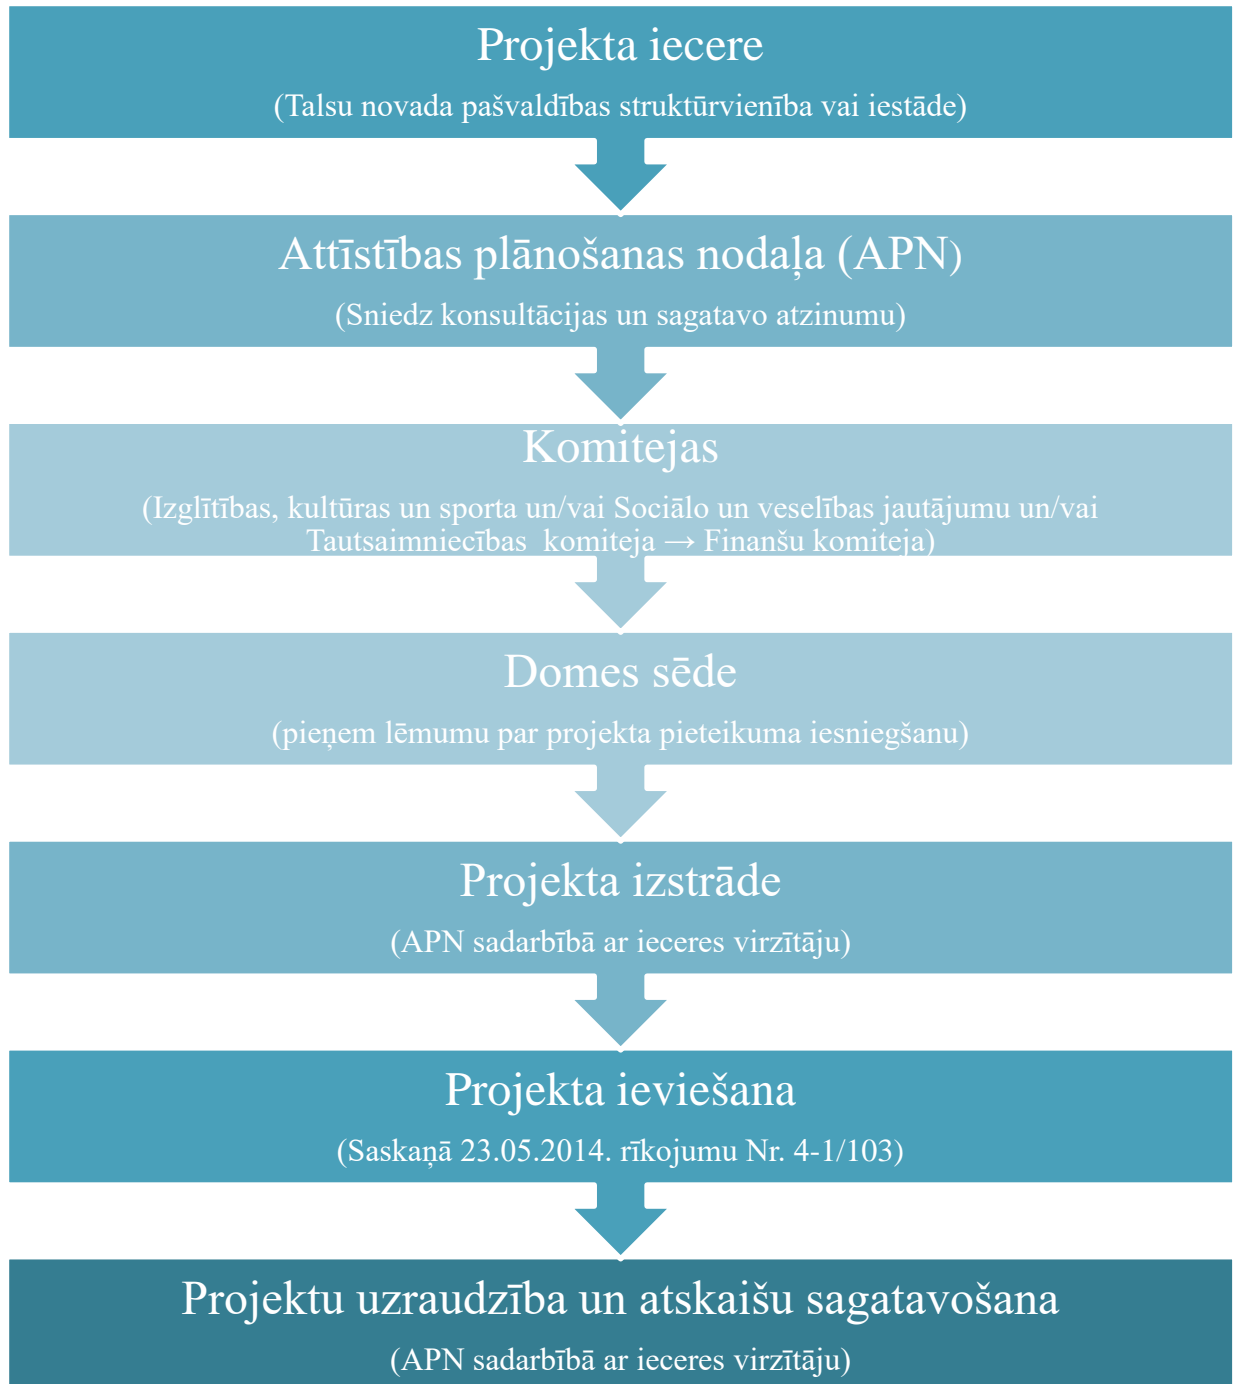 Projekta iecere
(Talsu novada pašvaldības struktūrvienība vai iestāde)
Attīstības plānošanas nodaļa (APN)
(Sniedz konsultācijas un sagatavo atzinumu)
Komitejas
(Izglītības, kultūras un sporta un/vai Sociālo un veselības jautājumu un/vai
Tautsaimniecības komiteja → Finanšu komiteja)
Domes sēde
(pieņem lēmumu par projekta pieteikuma iesniegšanu)
Projekta izstrāde
(APN sadarbībā ar ieceres virzītāju)
Projekta ieviešana
(Saskaņā 23.05.2014. rīkojumu Nr. 4-1/103)
Projektu uzraudzība un atskaišu sagatavošana
(APN sadarbībā ar ieceres virzītāju)